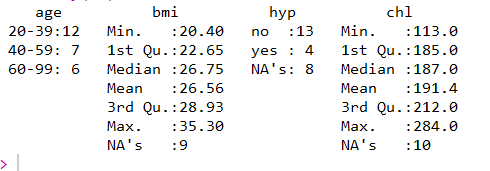 age bmi hyp chl
20-39:12 Min. :20.40 no :13 Min. :113.0
40-59: 7 1st Qu.:22.65 yes : 4 1st Qu.:185.0
60-99: 6 Median :26.75 NA's: 8 Median :187.0
Mean :26.56 Mean :191.4
3rd Qu.:28.93 3rd Qu.:212.0
Max. :35.30 Max. :284.0
NA's :9 NA's :10
>